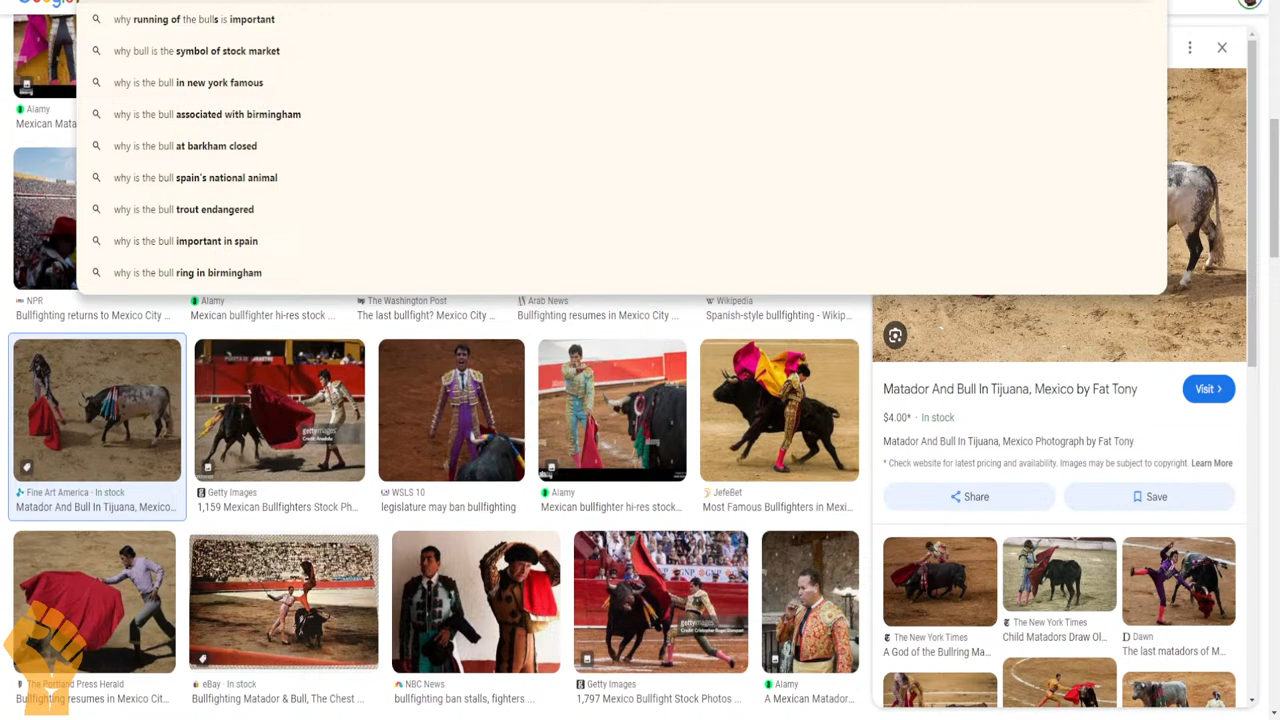 Google
why running of the bulls is important
why bull is the symbol of stock market
why is the bull in new york famous
why is the bull associated with birmingham
why is the bull at barkham closed
why is the bull spain's national animal
why is the bull trout endangered
why is the bull important in spain
why is the bull ring in birmingham
Alamy
Mexican Mata
NPR
Bullfighting returns to Mexico City ...
Alamy
Mexican bullfighter hi-res stock ...
The Washington Post
The last bullfight? Mexico City ...
Arab News
Bullfighting resumes in Mexico City ...
Wikipedia
Spanish-style bullfighting - Wikip...
Fine Art America · In stock
Matador And Bull In Tijuana, Mexico...
gettyimages
Getty Images
1,159 Mexican Bullfighters Stock Ph...
WSLS 10
legislature may ban bullfighting
Alamy
Mexican bullfighter hi-res stock...
JefeBet
Most Famous Bullfighters in Mexi...
The Portland Press Herald
Bullfighting resumes in Mexico Cit...
eBay · In stock
Bullfighting Matador & Bull, The Chest ...
NBC News
bullfighting ban stalls, fighters ...
GNP
gettyimages
Getty Images
1,797 Mexico Bullfight Stock Photos ...
Alamy
A Mexican Matador...
Matador And Bull In Tijuana, Mexico by Fat Tony
Visit >
$4.00* · In stock
Matador And Bull In Tijuana, Mexico Photograph by Fat Tony
* Check website for latest pricing and availability. Images may be subject to copyright. Learn More
Share
Save
The New York Times
A God of the Bullring Ma...
The New York Times
Child Matadors Draw Ol...
Dawn
The last matadors of M...